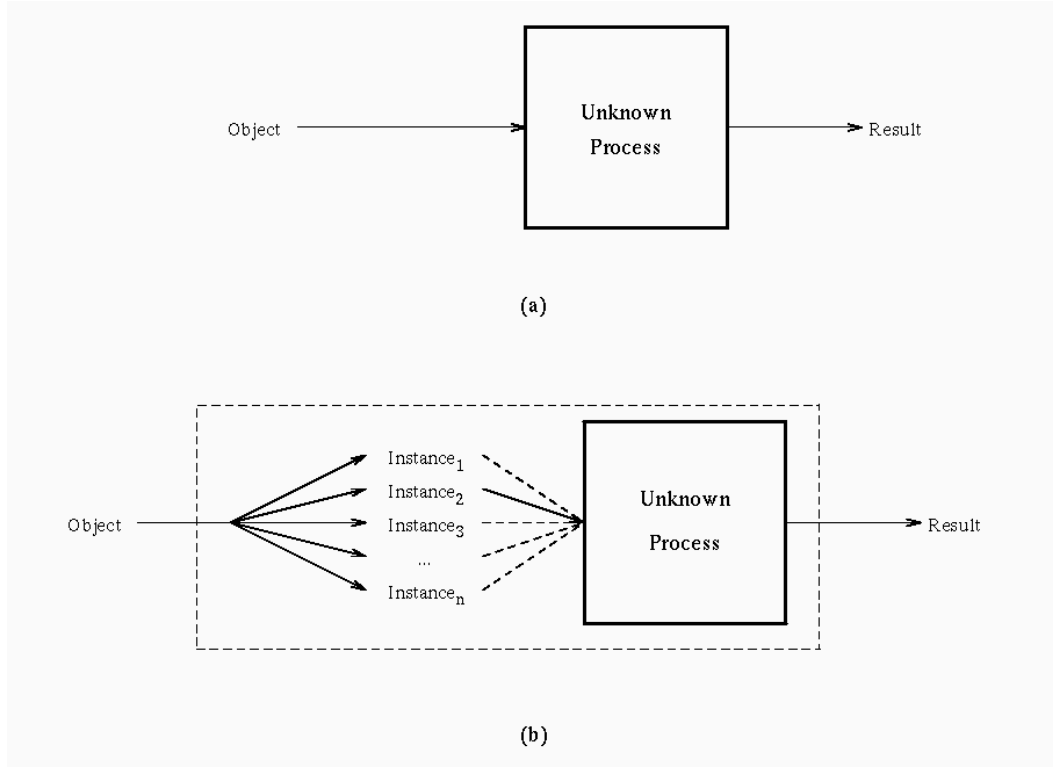 Object
Unknown
Process
Result
(a)
Object
Instance1
Instance2
Instance3
...
Instancen
Unknown
Process
Result
(b)